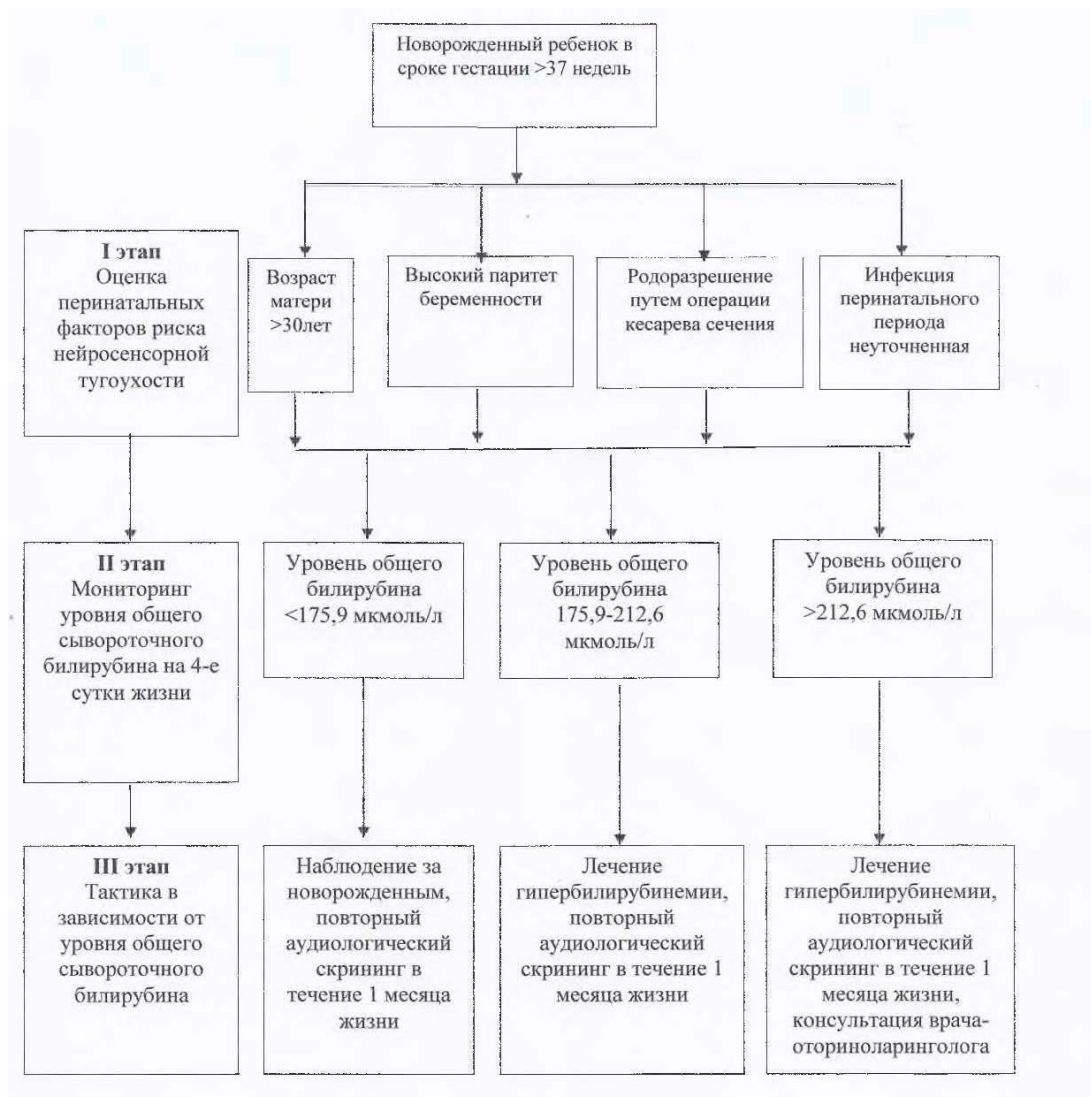 Новорожденный ребенок в
сроке гестации >37 недель
I этап
Оценка
перинатальных
факторов риска
нейросенсорной
тугоухости
Возраст
матери
>30лет
Высокий паритет
беременности
Родоразрешение
путем операции
кесарева сечения
Инфекция
перинатального
периода
неуточненная
II этап
Мониторинг
уровня общего
сывороточного
билирубина на 4-е
сутки жизни
Уровень общего
билирубина
<175,9 мкмоль/л
Уровень общего
билирубина
175,9-212,6
мкмоль/л
Уровень общего
билирубина
>212,6 мкмоль/л
III этап
Тактика в
зависимости от
уровня общего
сывороточного
билирубина
Наблюдение за
новорожденным,
повторный
аудиологический
скрининг в
течение 1 месяца
жизни
Лечение
гипербилирубинемии,
повторный
аудиологический
скрининг в течение 1
месяца жизни
Лечение
гипербилирубинемии,
повторный
аудиологический
скрининг в течение 1
месяца жизни,
консультация врача-
оториноларинголога